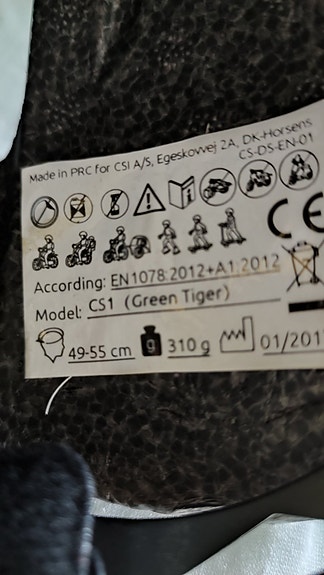 Made in PRC for CSI A/S, Egeskovvej 2A, DK-Horsens
CS-DS-EN-01
CE
According: EN1078:2012+A1:2012
Model: CS1 (Green Tiger)
49-55 cm g 310 g 01/201